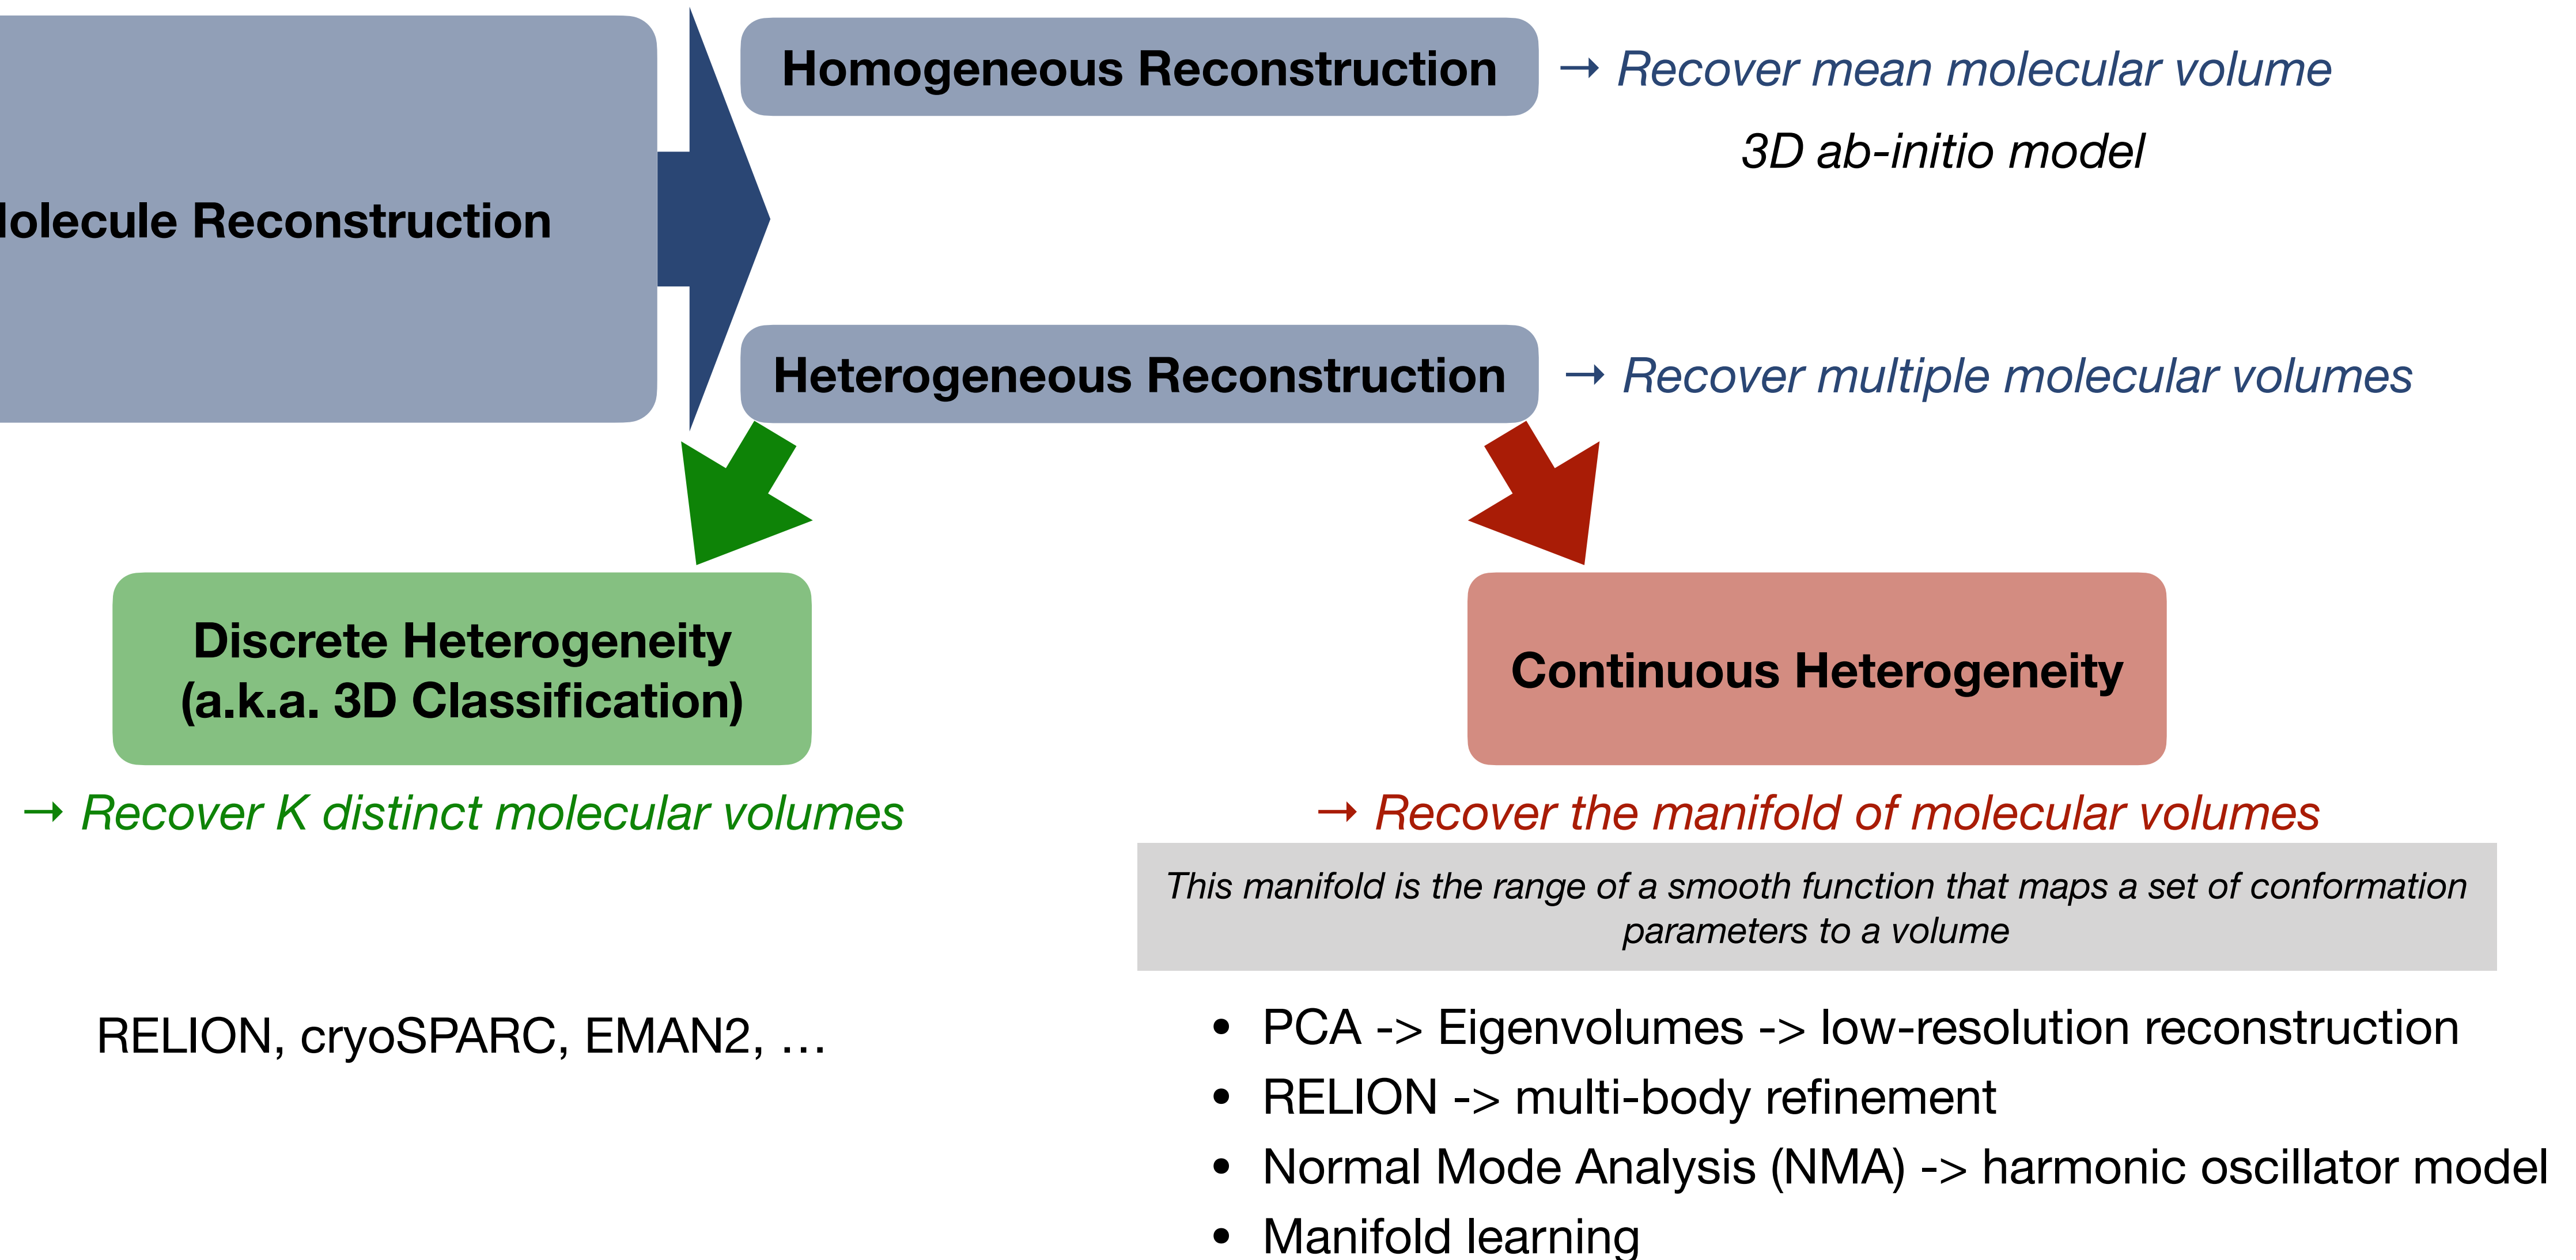 Homogeneous Reconstruction
→ Recover mean molecular volume
3D ab-initio model
Molecule Reconstruction
Heterogeneous Reconstruction
→ Recover multiple molecular volumes
Discrete Heterogeneity
(a.k.a. 3D Classification)
→ Recover K distinct molecular volumes
RELION, cryoSPARC, EMAN2, …
Continuous Heterogeneity
→ Recover the manifold of molecular volumes
This manifold is the range of a smooth function that maps a set of conformation
parameters to a volume
• PCA -> Eigenvolumes -> low-resolution reconstruction
• RELION -> multi-body refinement
• Normal Mode Analysis (NMA) -> harmonic oscillator model
• Manifold learning